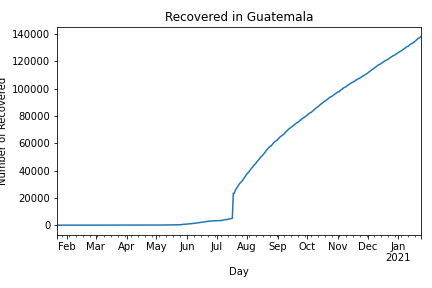 Recovered in Guatemala
Number of Recovered
140000
120000
100000
80000
60000
40000
20000
0
Feb Mar Apr May Jun Jul Aug Sep Oct Nov Dec Jan
2021
Day